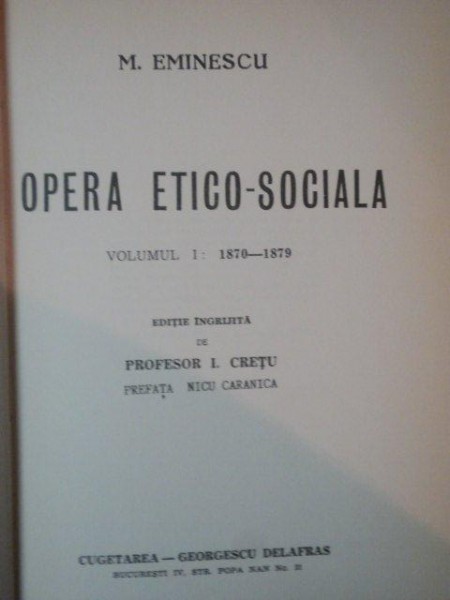 M. EMINESCU
OPERA ETICO-SOCIALA
VOLUMUL I: 1870—1879
EDIȚIE ÎNGRIJITĂ
DE
PROFESOR I. CREȚU
PREFAȚA NICU CARANICA
CUGETAREA — GEORGESCU DELAFRAS
BUCUREȘTI IV, STR. POPA NAN No. 21